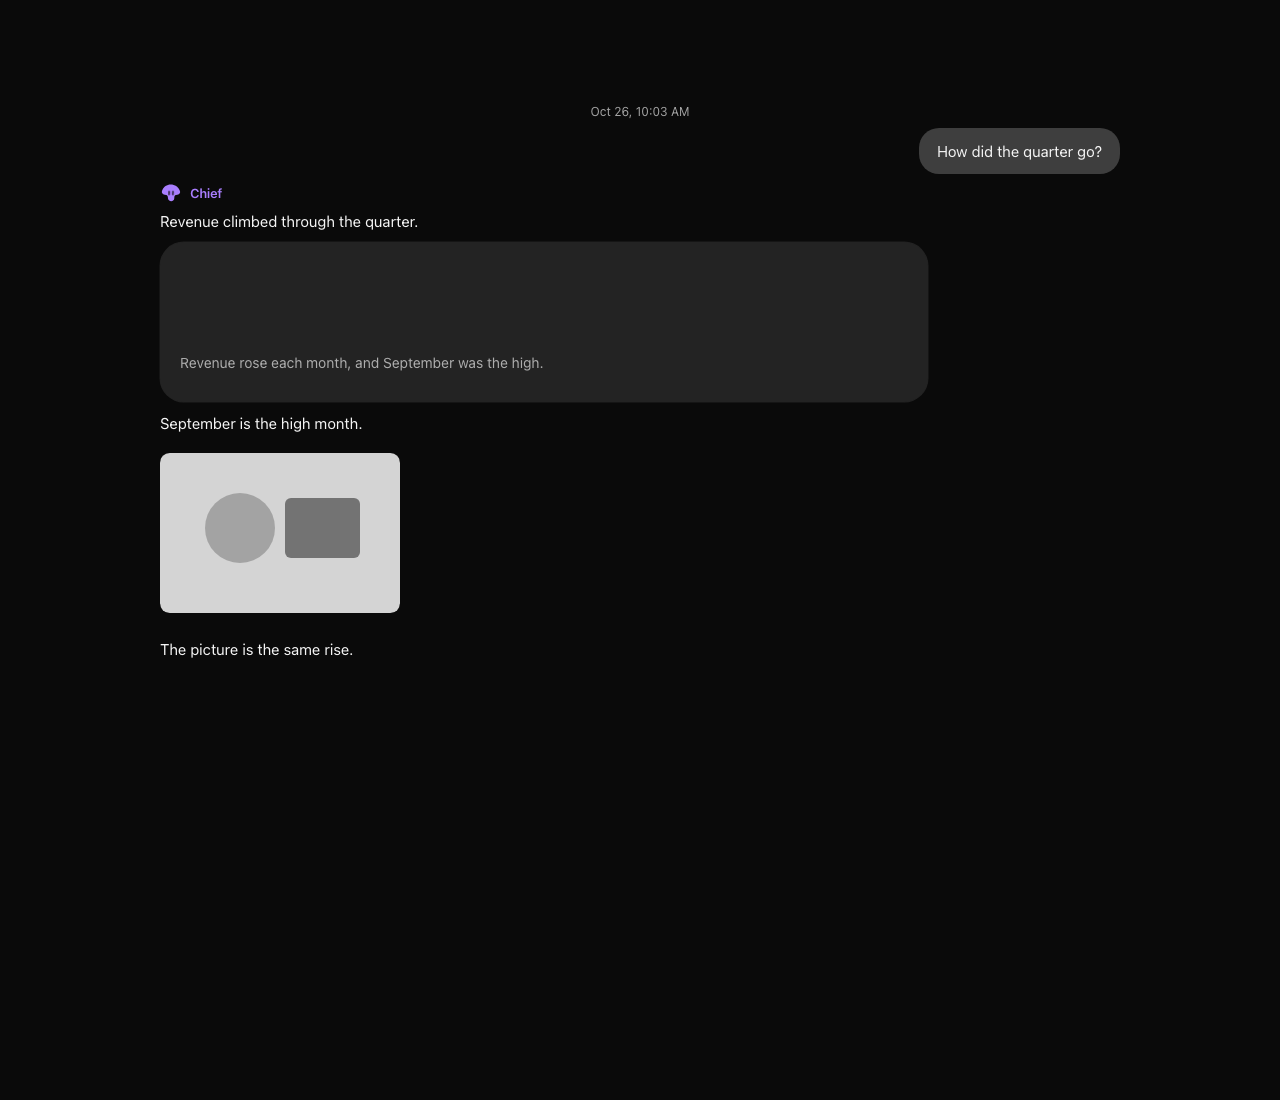 Oct 26, 10:03 AM
How did the quarter go?
Chief
Revenue climbed through the quarter.
Revenue rose each month, and September was the high.
September is the high month.
The picture is the same rise.